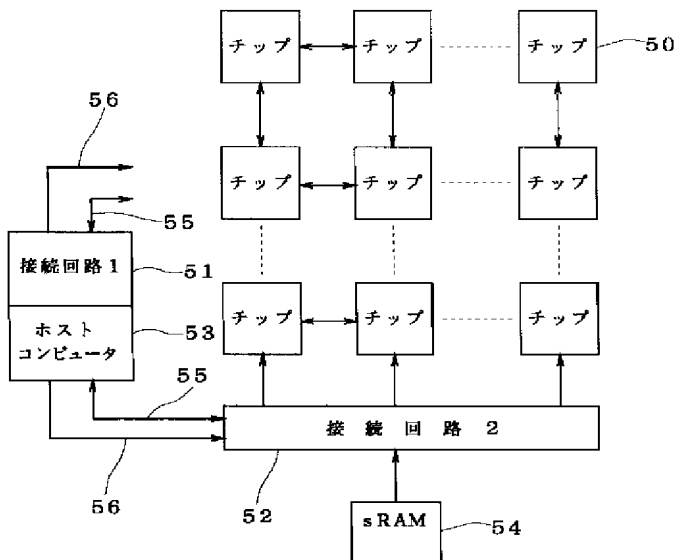 チップ
チップ
チップ
50
56
チップ
チップ
チップ
55
接続回路1
51
チップ
チップ
チップ
ホスト
コンピュータ
53
55
接続回路2
56
52
sRAM
54